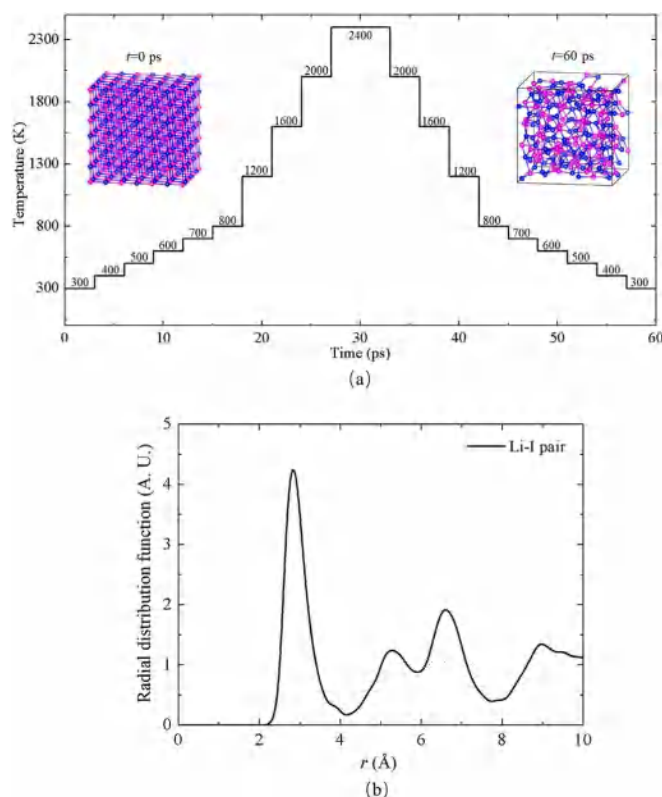 t=0 ps
t=60 ps
Temperature (K)
2300
1800
1300
800
300
300
400
500
600
700
800
1200
1600
2000
2400
2000
1600
1200
800
700
600
500
400
300
0 10 20 30 40 50 60
Time (ps)
(a)
Radial distribution function (A. U.)
5
4
3
2
1
0
Li-I pair
0 2 4 6 8 10
r (Å)
(b)